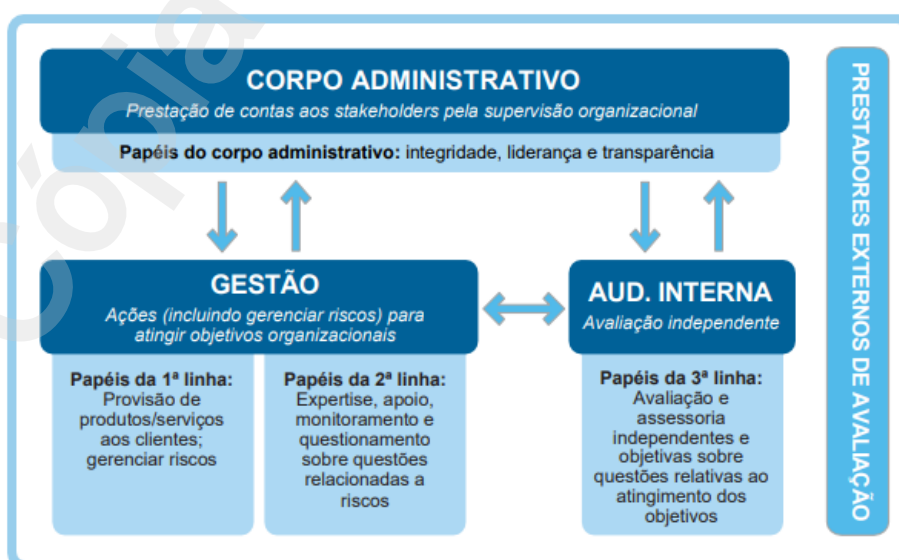 CORPO ADMINISTRATIVO
Prestação de contas aos stakeholders pela supervisão organizacional
Papéis do corpo administrativo: integridade, liderança e transparência
GESTÃO
Ações (incluindo gerenciar riscos) para
atingir objetivos organizacionais
Papéis da 1ª linha:
Provisão de
produtos/serviços
aos clientes;
gerenciar riscos
Papéis da 2ª linha:
Expertise, apoio,
monitoramento e
questionamento
sobre questões
relacionadas a
riscos
AUD. INTERNA
Avaliação independente
Papéis da 3ª linha:
Avaliação e
assessoria
independentes e
objetivas sobre
questões relativas ao
atingimento dos
objetivos
PRESTADORES EXTERNOS DE AVALIAÇÃO
Cópia